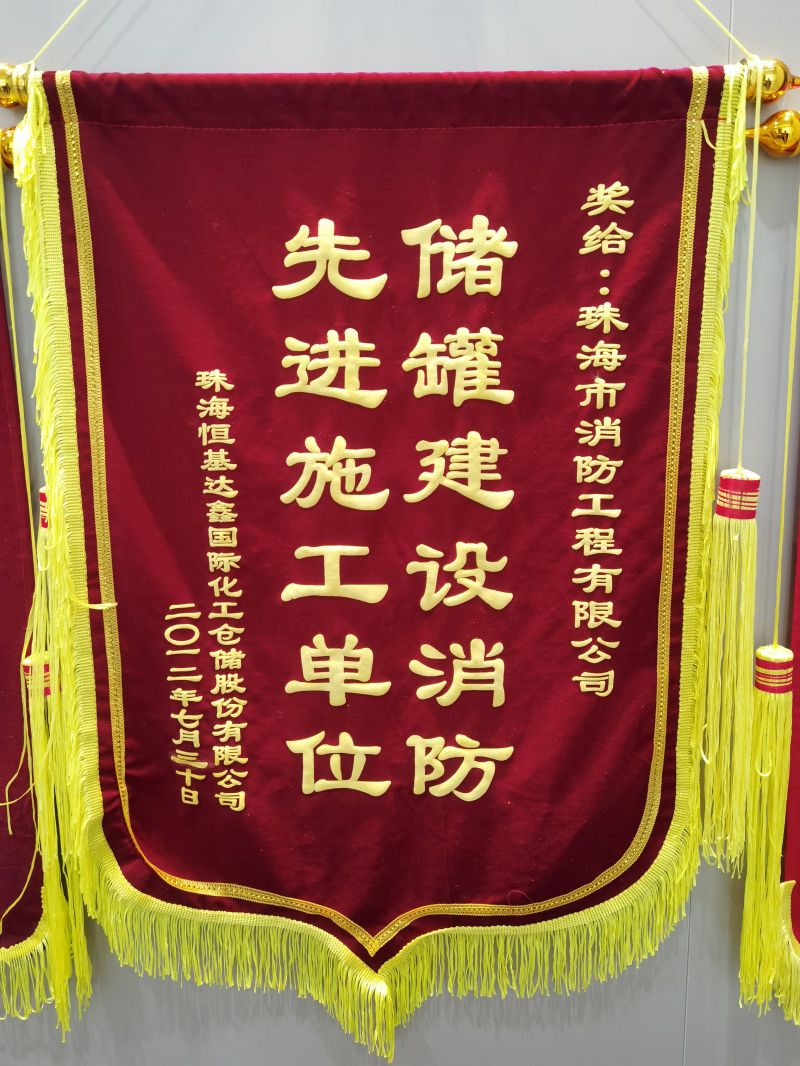 奖给：珠海市消防工程有限公司
储罐建设消防
先进施工单位
珠海恒基达鑫国际化工仓储股份有限公司
二〇一二年七月三十日